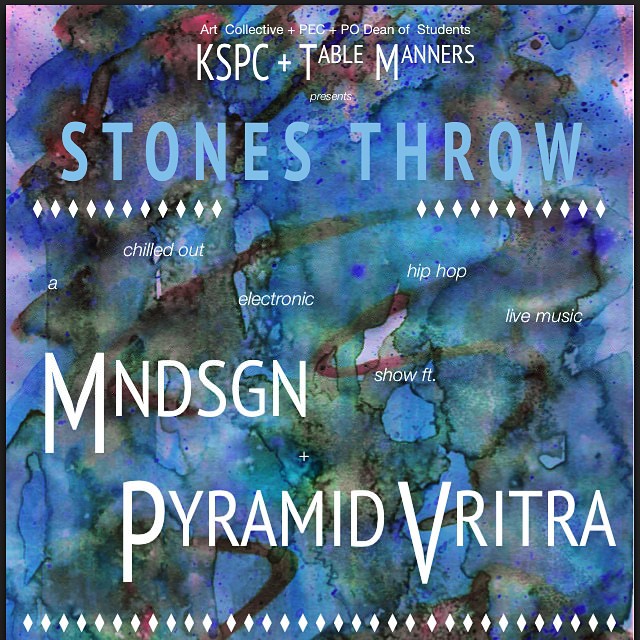 Art Collective + PEC + PO Dean of Students
KSPC + TABLE MANNERS
presents
STONES THROW
a
chilled out
electronic
hip hop
live music
show ft.
MNDSGN
+
PYRAMID VRITRA